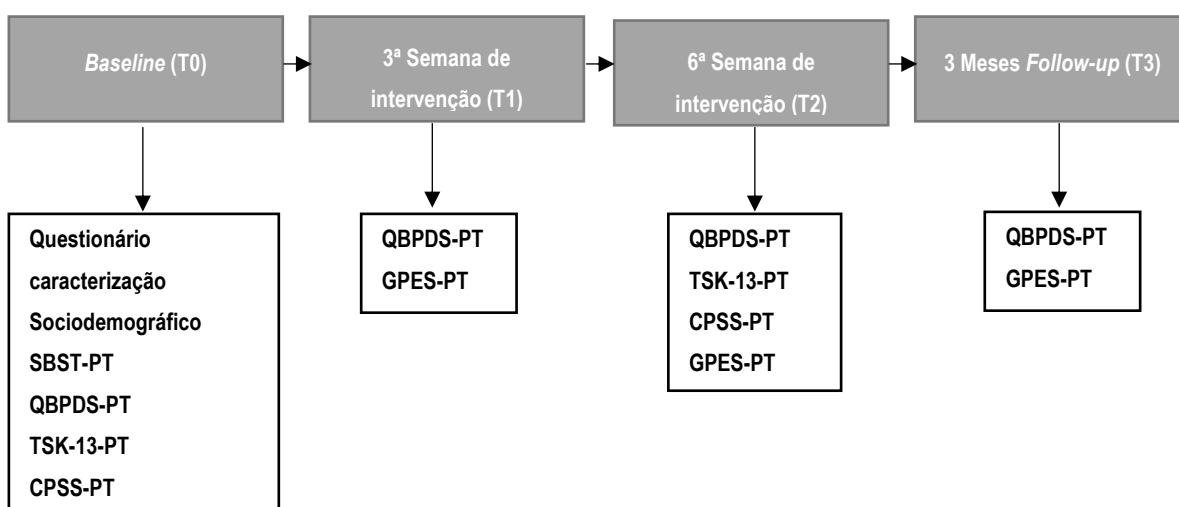 Baseline (T0)
3ª Semana de
intervenção (T1)
6ª Semana de
intervenção (T2)
3 Meses Follow-up (T3)
Questionário
caracterização
Sociodemográfico
SBST-PT
QBPDS-PT
TSK-13-PT
CPSS-PT
QBPDS-PT
GPES-PT
QBPDS-PT
TSK-13-PT
CPSS-PT
GPES-PT
QBPDS-PT
GPES-PT